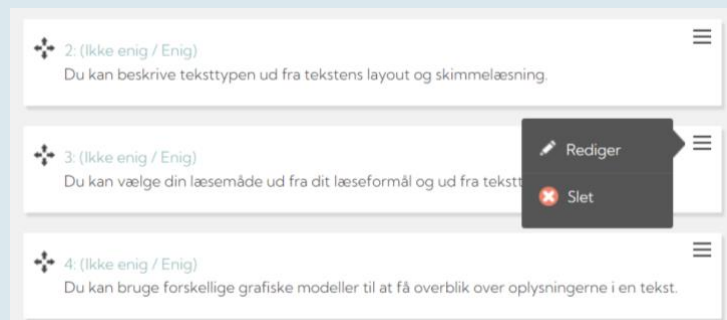 2: (Ikke enig / Enig)
Du kan beskrive teksttypen ud fra tekstens layout og skimmelæsning.
3: (Ikke enig / Enig)
Du kan vælge din læsemåde ud fra dit læseformål og ud fra
Rediger
Slet
4: (Ikke enig / Enig)
Du kan bruge forskellige grafiske modeller til at få overblik over oplysningerne i en tekst.